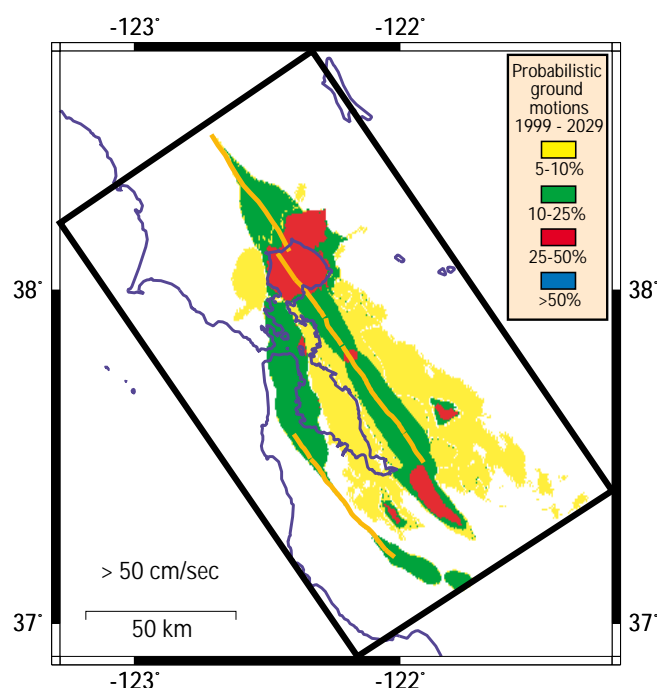 -123° -122°
Probabilistic
ground
motions
1999 - 2029
5-10%
10-25%
25-50%
>50%
38° 38°
> 50 cm/sec
50 km
37° 37°
-123° -122°